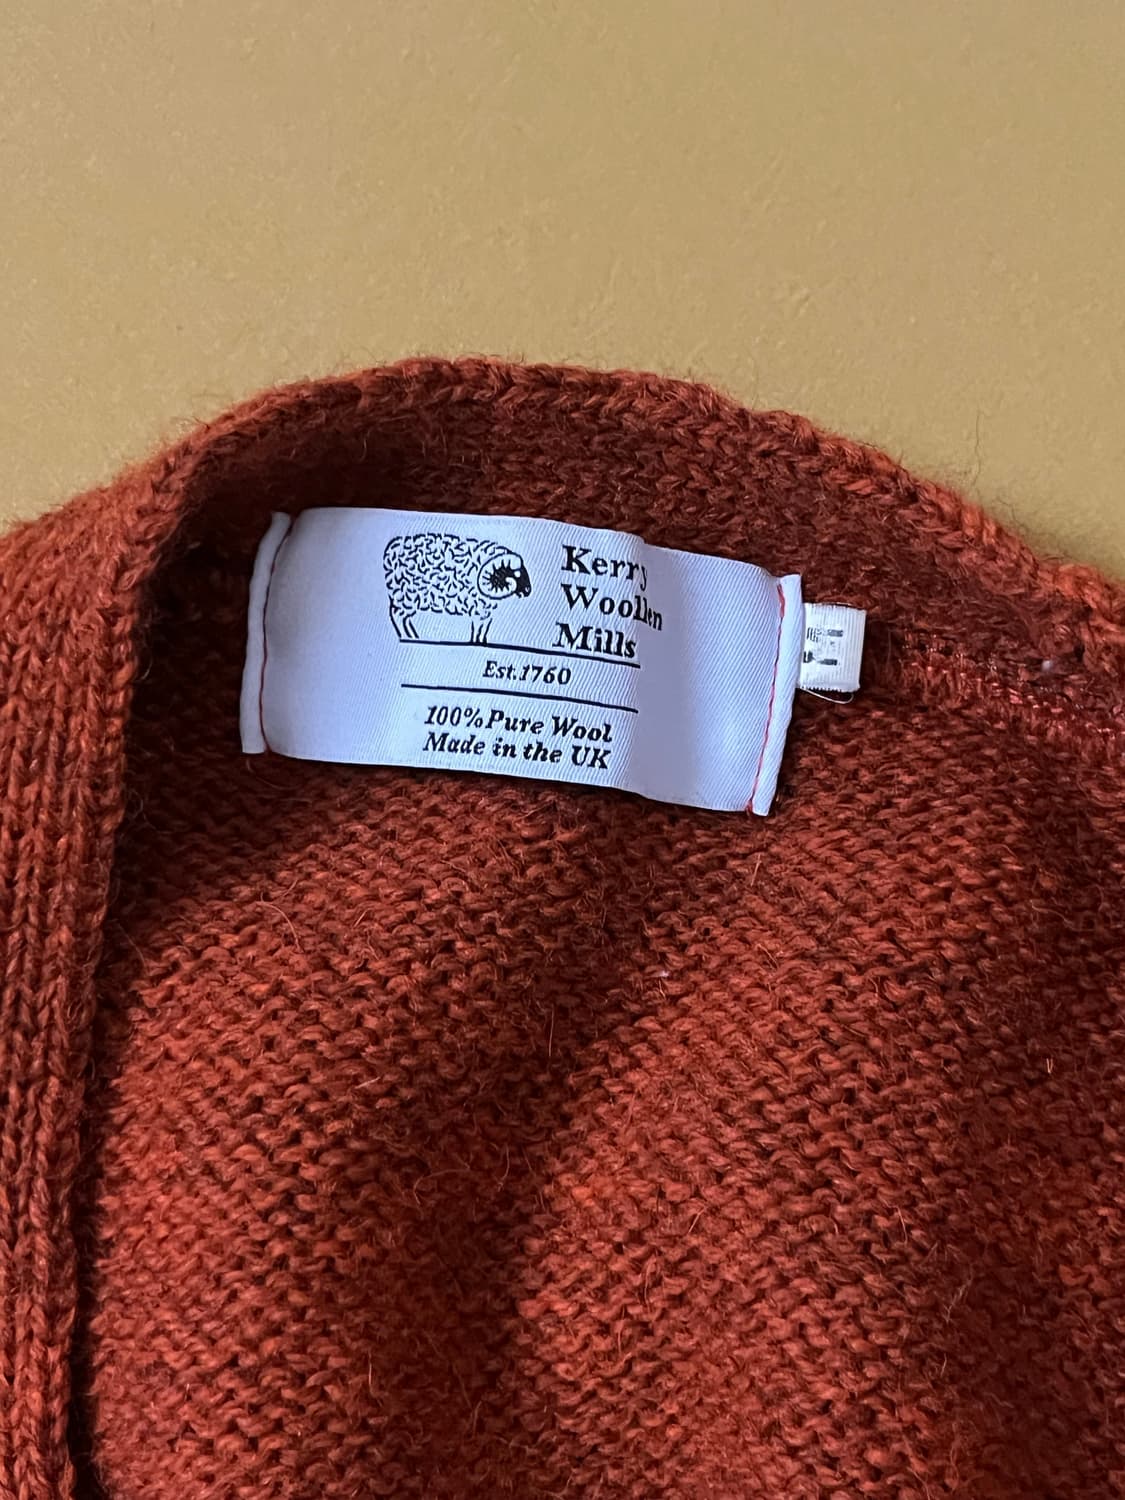 Kerry
Woollen
Mills
Est.1760
100% Pure Wool
Made in the UK